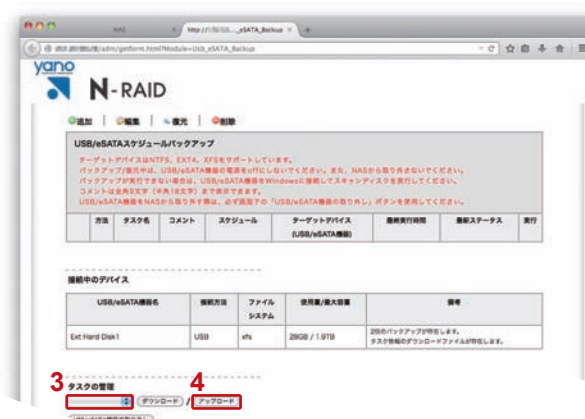 NAS
http://
_eSATA_Backup
/adm/getform.html?Module=Usb_eSATA_Backup
yano
N-RAID
追加 | 編集 | 復元 | 削除
USB/eSATAスケジュールバックアップ
ターゲットデバイスはNTFS、EXT4、XFSをサポートしています。
バックアップ/復元中は、USB/eSATA機器の電源をoffにしないでください。また、NASから取り外さないでください。
バックアップが実行できない場合は、USB/eSATA機器をWindowsに接続してスキャンディスクを実行してください。
コメントは全角8文字（半角18文字）まで表示できます。
USB/eSATA機器をNASから取り外す際は、必ず画面下の「USB/eSATA機器の取り外し」ボタンを使用してください。
方法 タスク名 コメント スケジュール ターゲットデバイス 最終実行時間 最新ステータス 実行
(USB/eSATA機器)
接続中のデバイス
USB/eSATA機器名 接続方法 ファイル 使用量/最大容量 備考
システム
Ext Hard Disk1 USB xfs 29GB / 1.9TB 2個のバックアップが存在します。
タスク情報のダウンロードファイルが存在します。
3 4
タスクの管理
ダウンロード / アップロード